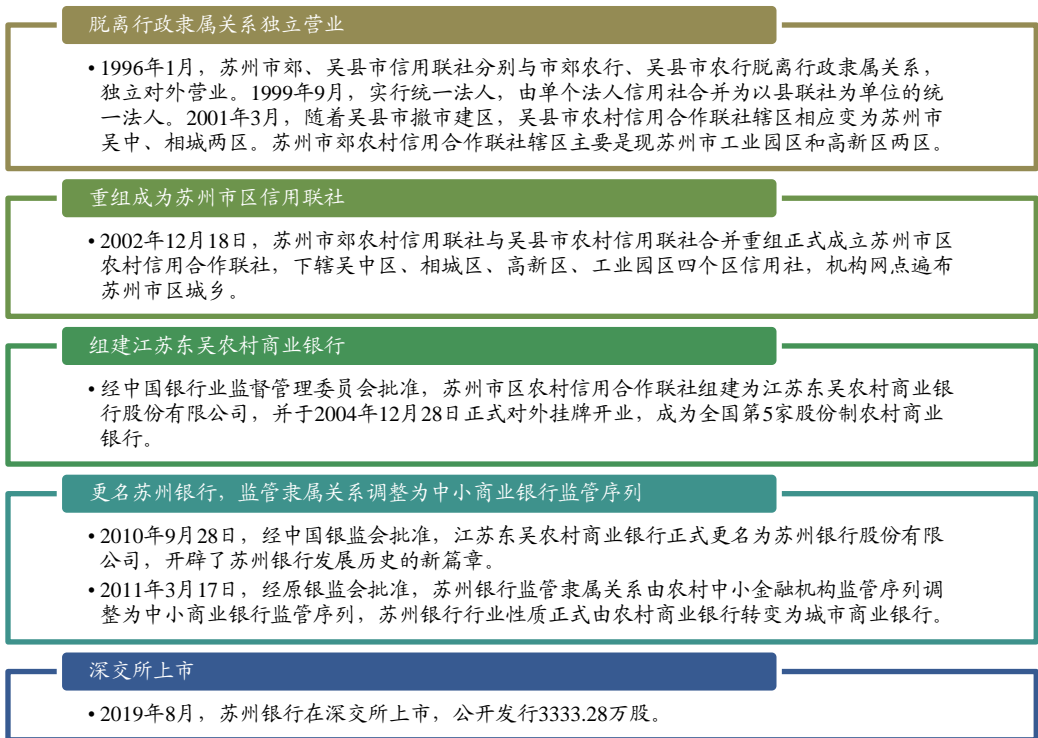 脱离行政隶属关系独立营业
•1996年1月，苏州市郊、吴县市信用联社分别与市郊农行、吴县市农行脱离行政隶属关系，
独立对外营业。1999年9月，实行统一法人，由单个法人信用社合并为以县联社为单位的统
一法人。2001年3月，随着吴县市撤市建区，吴县市农村信用合作联社辖区相应变为苏州市
吴中、相城两区。苏州市郊农村信用合作联社辖区主要是现苏州市工业园区和高新区两区。
重组成为苏州市区信用联社
•2002年12月18日，苏州市郊农村信用联社与吴县市农村信用联社合并重组正式成立苏州市区
农村信用合作联社，下辖吴中区、相城区、高新区、工业园区四个区信用社，机构网点遍布
苏州市区城乡。
组建江苏东吴农村商业银行
•经中国银行业监督管理委员会批准，苏州市区农村信用合作联社组建为江苏东吴农村商业银
行股份有限公司，并于2004年12月28日正式对外挂牌开业，成为全国第5家股份制农村商业
银行。
更名苏州银行，监管隶属关系调整为中小商业银行监管序列
•2010年9月28日，经中国银监会批准，江苏东吴农村商业银行正式更名为苏州银行股份有限
公司，开辟了苏州银行发展历史的新篇章。
•2011年3月17日，经原银监会批准，苏州银行监管隶属关系由农村中小金融机构监管序列调
整为中小商业银行监管序列，苏州银行行业性质正式由农村商业银行转变为城市商业银行。
深交所上市
•2019年8月，苏州银行在深交所上市，公开发行3333.28万股。